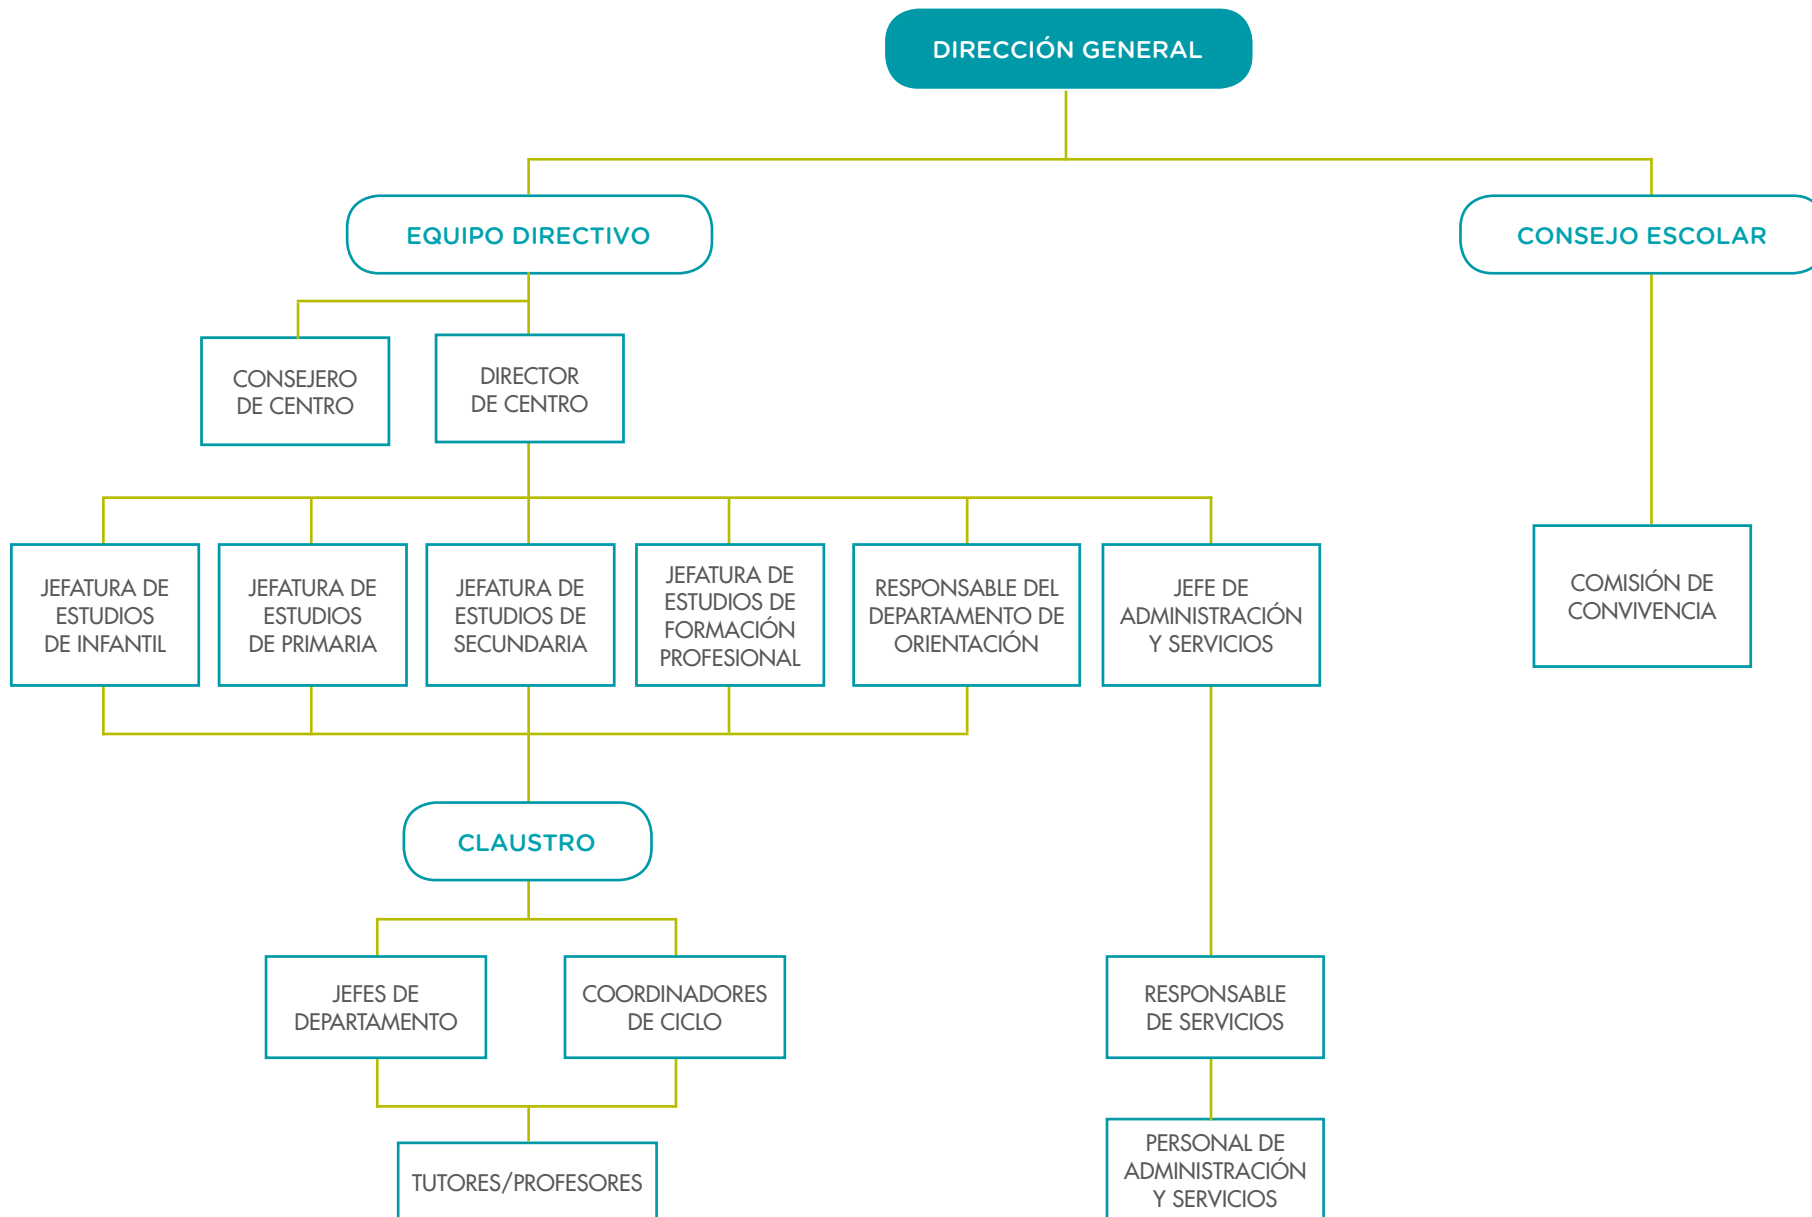 DIRECCIÓN GENERAL
EQUIPO DIRECTIVO
CONSEJO ESCOLAR
CONSEJERO
DE CENTRO
DIRECTOR
DE CENTRO
JEFATURA DE
ESTUDIOS
DE INFANTIL
JEFATURA DE
ESTUDIOS
DE PRIMARIA
JEFATURA DE
ESTUDIOS DE
SECUNDARIA
JEFATURA DE
ESTUDIOS DE
FORMACIÓN
PROFESIONAL
RESPONSABLE DEL
DEPARTAMENTO DE
ORIENTACIÓN
JEFE DE
ADMINISTRACIÓN
Y SERVICIOS
COMISIÓN DE
CONVIVENCIA
CLAUSTRO
JEFES DE
DEPARTAMENTO
COORDINADORES
DE CICLO
RESPONSABLE
DE SERVICIOS
TUTORES/PROFESORES
PERSONAL DE
ADMINISTRACIÓN
Y SERVICIOS